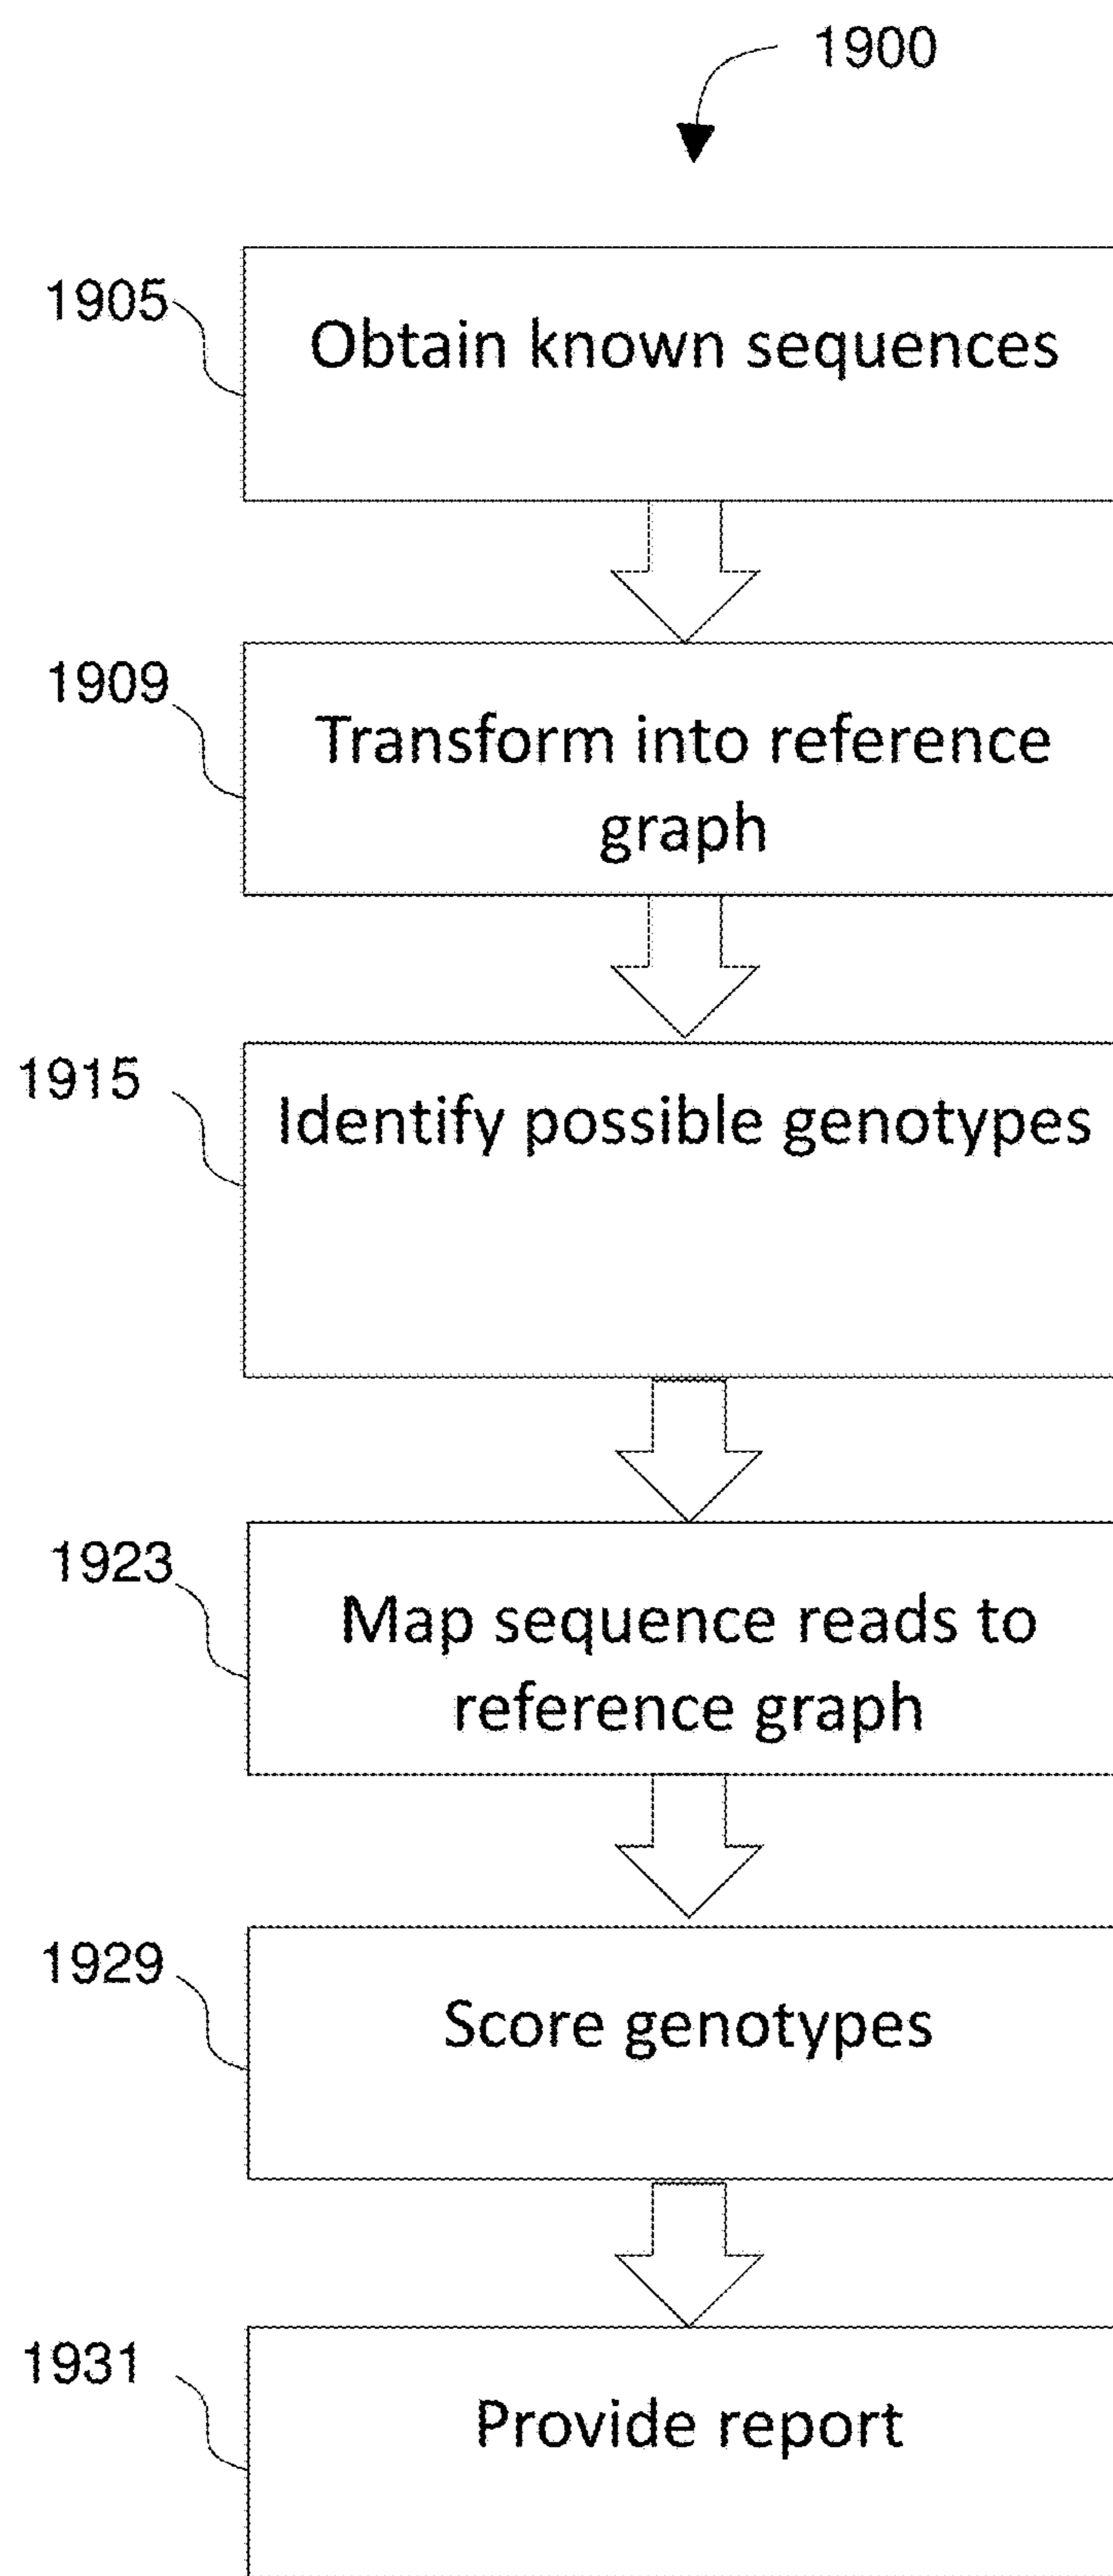 1900
1905
Obtain known sequences
1909
Transform into reference
graph
1915
Identify possible genotypes
1923
Map sequence reads to
reference graph
1929
Score genotypes
1931
Provide report